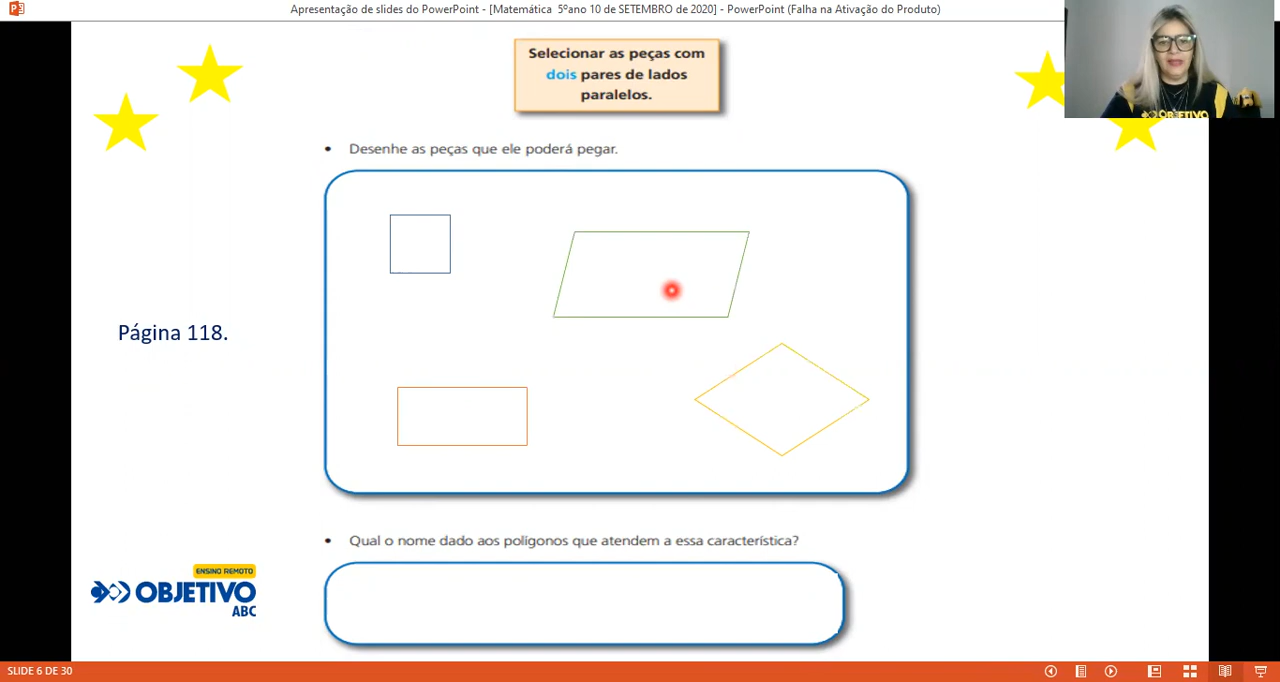 Apresentação de slides do PowerPoint - [Matemática 5ºano 10 de SETEMBRO de 2020] - PowerPoint (Falha na Ativação do Produto)
Selecionar as peças com
dois pares de lados
paralelos.
OBJETIVO
• Desenhe as peças que ele poderá pegar.
Página 118.
• Qual o nome dado aos polígonos que atendem a essa característica?
ENSINO REMOTO
OBJETIVO
ABC
SLIDE 6 DE 30